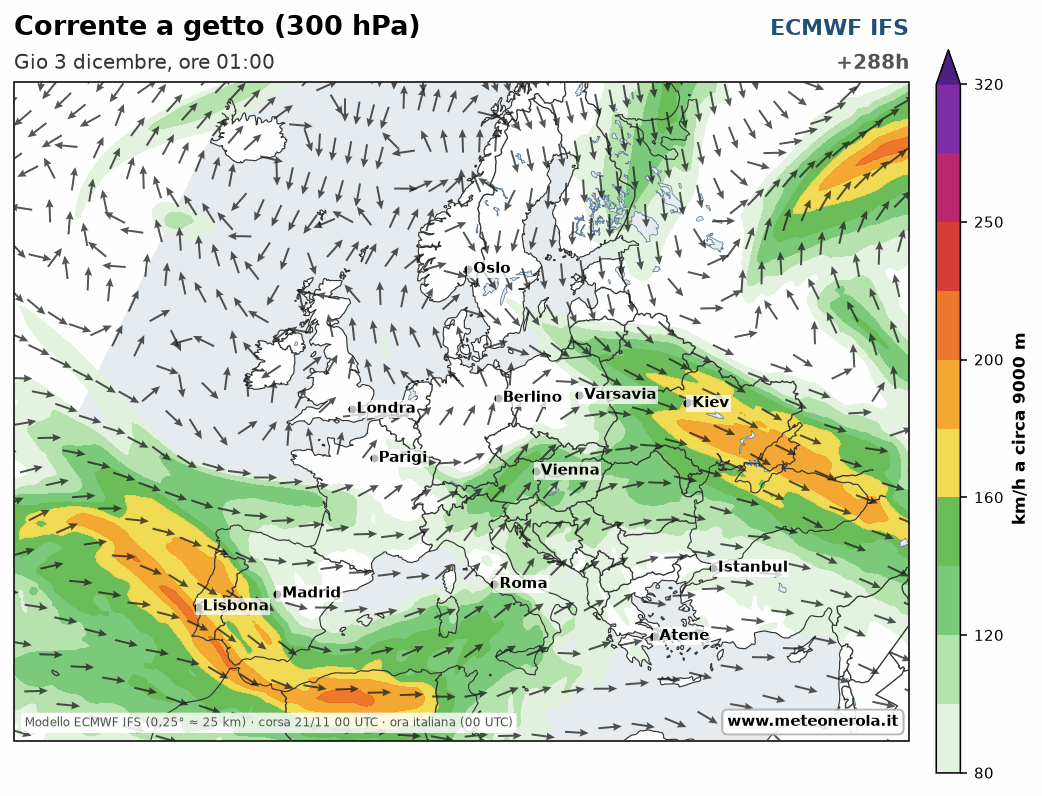 Corrente a getto (300 hPa)
ECMWF IFS
Gio 3 dicembre, ore 01:00
+288h
320
250
200
160
120
80
km/h a circa 9000 m
Oslo
Berlino
Varsavia
Kiev
Londra
Parigi
Vienna
Istanbul
Roma
Madrid
Lisbona
Atene
Modello ECMWF IFS (0,25° ≈ 25 km) · corsa 21/11 00 UTC · ora italiana (00 UTC)
www.meteonerola.it